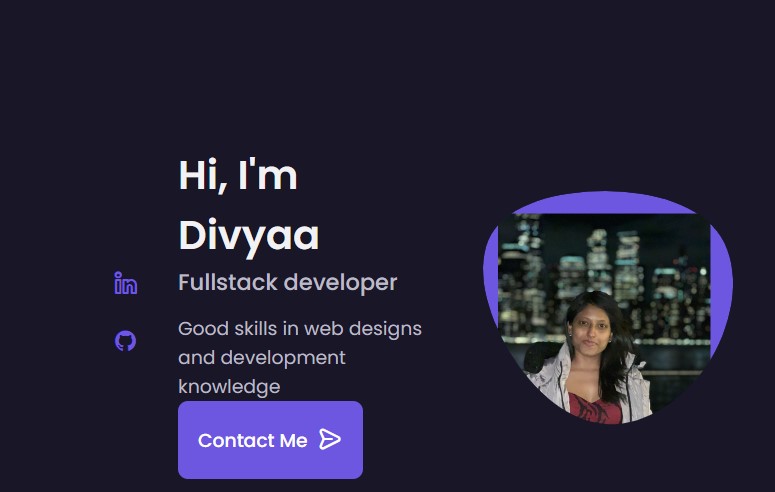 Hi, I'm
Divyaa
Fullstack developer
Good skills in web designs
and development
knowledge
Contact Me